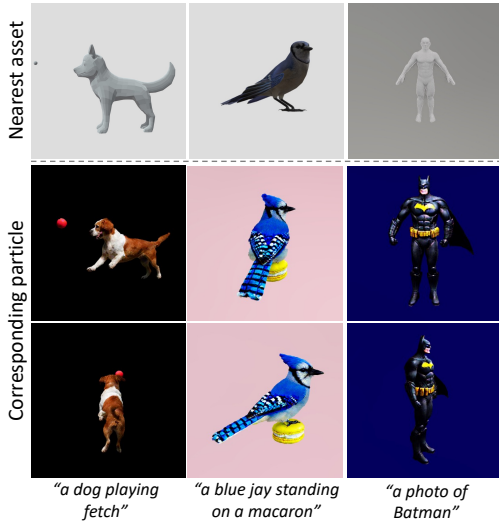 Nearest asset
Corresponding particle
“a dog playing
fetch”
“a blue jay standing
on a macaron”
“a photo of
Batman”